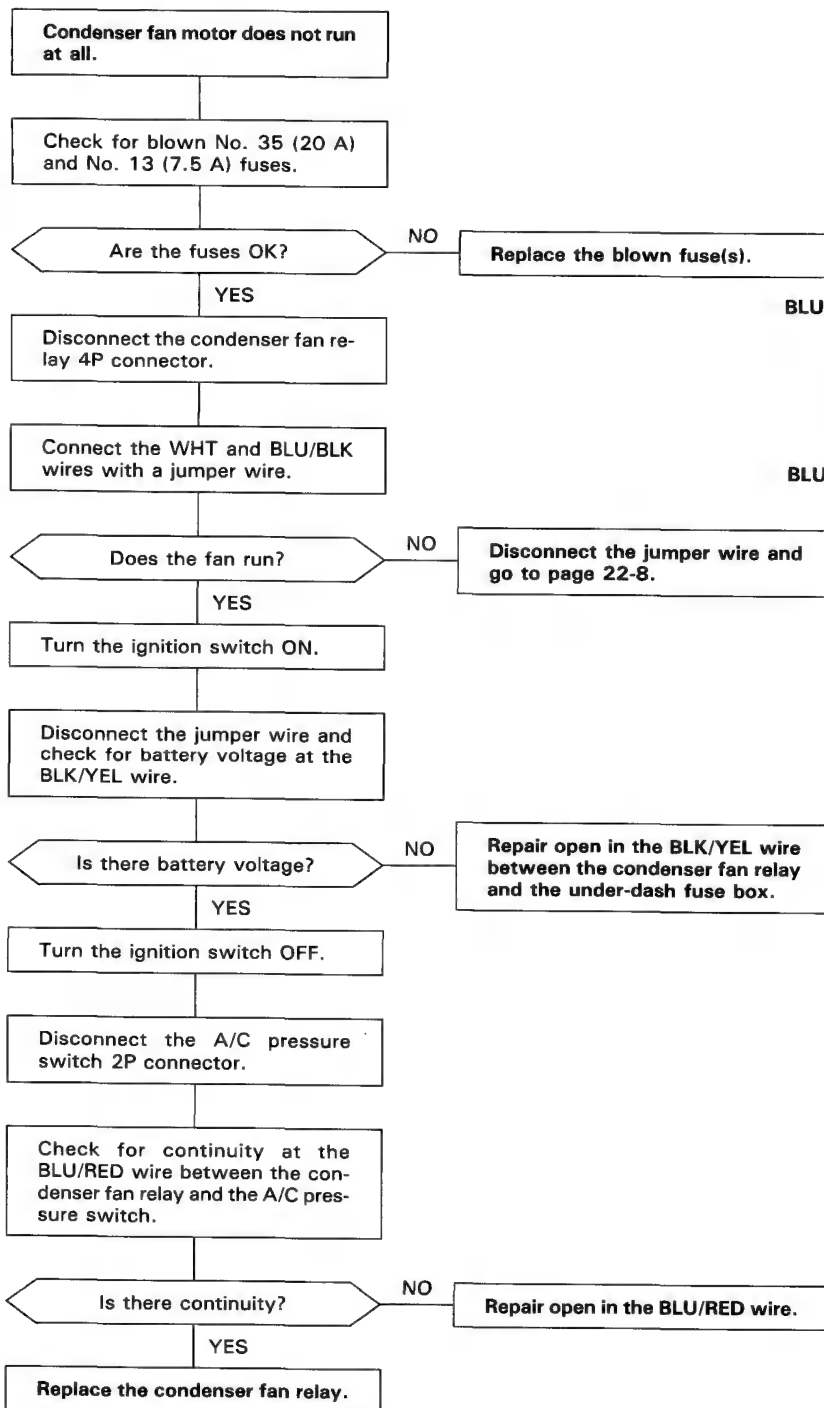 Condenser fan motor does not run
at all.
Check for blown No. 35 (20 A)
and No. 13 (7.5 A) fuses.
Are the fuses OK?
NO
Replace the blown fuse(s).
YES
BLU
Disconnect the condenser fan re-
lay 4P connector.
Connect the WHT and BLU/BLK
wires with a jumper wire.
BLU
Does the fan run?
NO
Disconnect the jumper wire and
go to page 22-8.
YES
Turn the ignition switch ON.
Disconnect the jumper wire and
check for battery voltage at the
BLK/YEL wire.
Is there battery voltage?
NO
Repair open in the BLK/YEL wire
between the condenser fan relay
and the under-dash fuse box.
YES
Turn the ignition switch OFF.
Disconnect the A/C pressure
switch 2P connector.
Check for continuity at the
BLU/RED wire between the con-
denser fan relay and the A/C pres-
sure switch.
Is there continuity?
NO
Repair open in the BLU/RED wire.
YES
Replace the condenser fan relay.